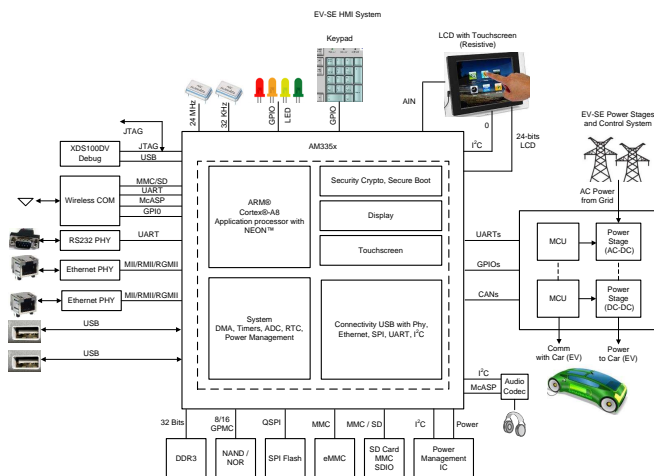 EV-SE HMI System
Keypad
LCD with Touchscreen
(Resistive)
24 MHz
32 KHz
GPIO
LED
GPIO
AIN
0
I²C
24-bits
LCD
EV-SE Power Stages
and Control System
AC Power
from Grid
JTAG
XDS100DV
Debug
JTAG
USB
AM335x
Wireless COM
MMC/SD
UART
McASP
GPI0
ARM®
Cortex®-A8
Application processor with
NEON™
Security Crypto, Secure Boot
Display
Touchscreen
RS232 PHY
UART
Ethernet PHY
MII/RMII/RGMII
Ethernet PHY
MII/RMII/RGMII
USB
USB
System
DMA, Timers, ADC, RTC,
Power Management
Connectivity USB with Phy,
Ethernet, SPI, UART, I²C
UARTs
GPIOs
CANs
MCU
Power
Stage
(AC-DC)
MCU
Power
Stage
(DC-DC)
Comm
with Car (EV)
Power
to Car (EV)
I²C
McASP
Audio
Codec
32 Bits
8/16
GPMC
QSPI
MMC
MMC / SD
I²C
Power
DDR3
NAND /
NOR
SPI Flash
eMMC
SD Card
MMC
SDIO
Power
Management
IC